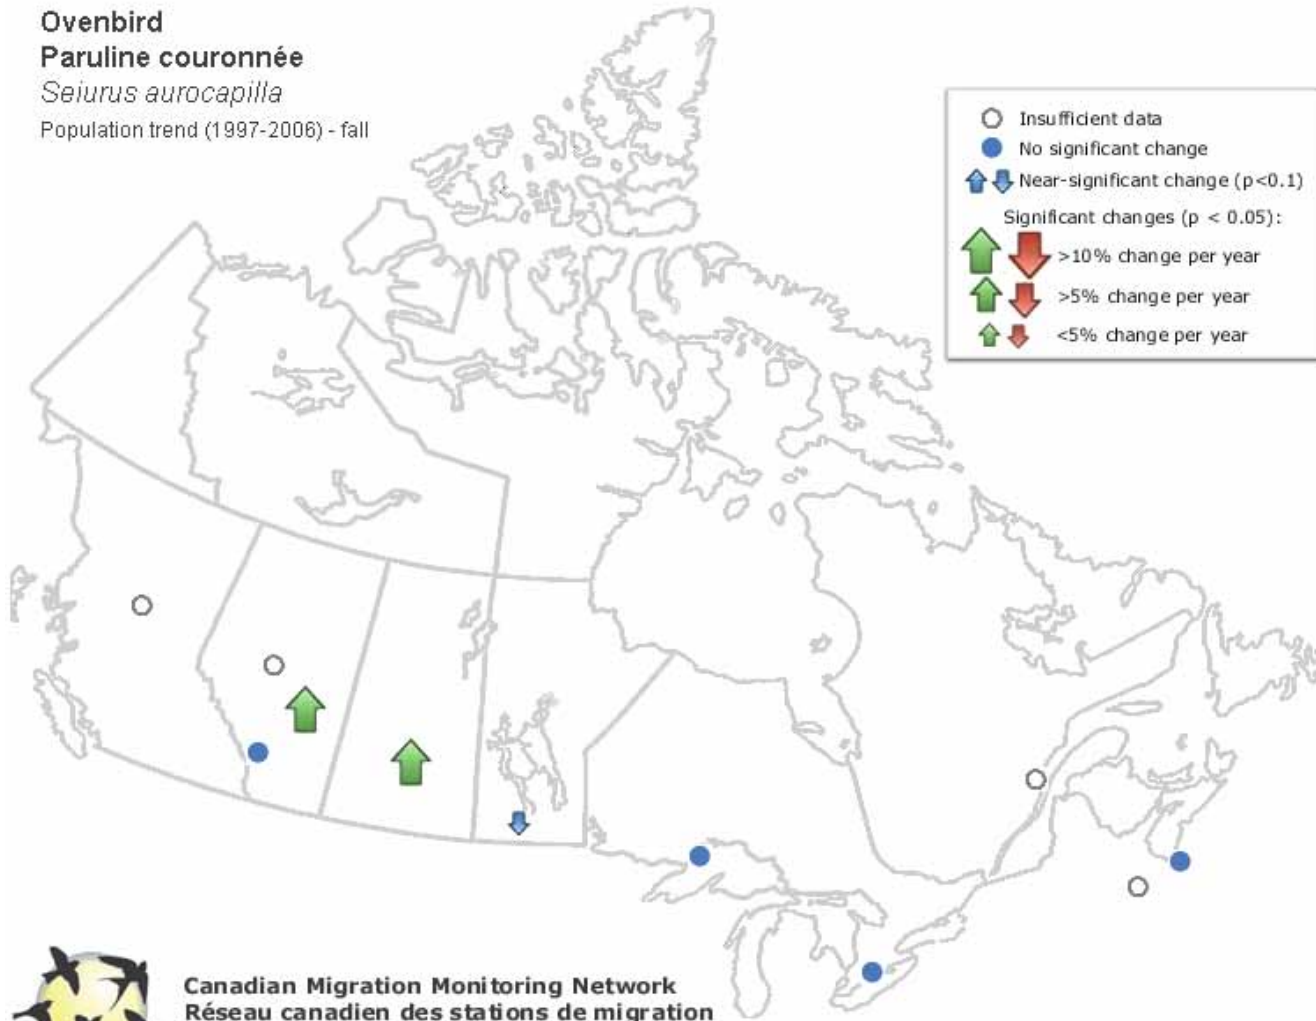 Ovenbird
Paruline couronnée
Seiurus aurocapilla
Population trend (1997-2006) - fall
Insufficient data
No significant change
Near-significant change (p<0.1)
Significant changes (p < 0.05):
>10% change per year
>5% change per year
<5% change per year
Canadian Migration Monitoring Network
Réseau canadien des stations de migration